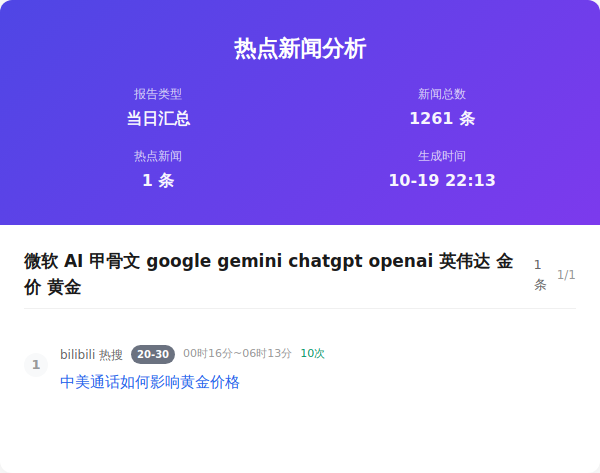 热点新闻分析
报告类型
新闻总数
当日汇总
1261 条
热点新闻
生成时间
1 条
10-19 22:13
微软 AI 甲骨文 google gemini chatgpt openai 英伟达 金
价 黄金
1
条
1/1
1
bilibili 热搜 20-30 00时16分~06时13分 10次
中美通话如何影响黄金价格